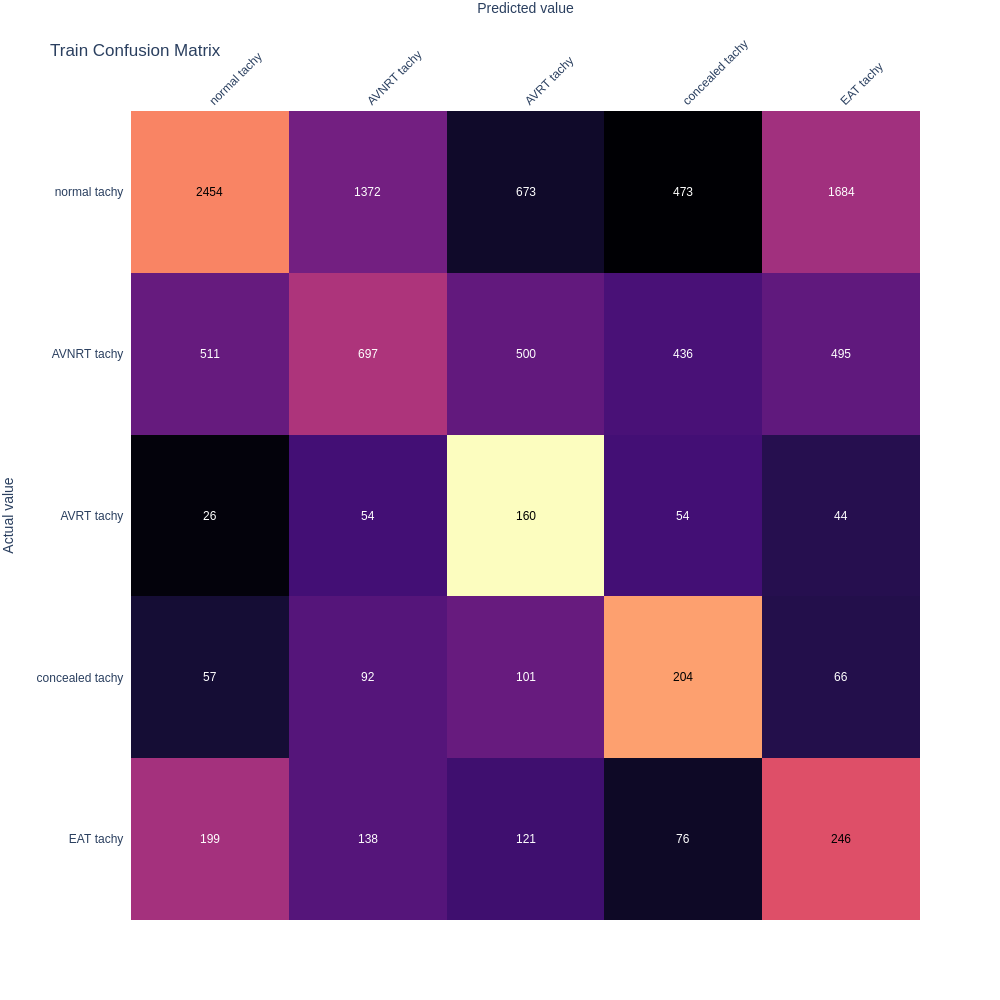 Predicted value
Train Confusion Matrix
normal tachy AVNRT tachy AVRT tachy concealed tachy EAT tachy
normal tachy 2454 1372 673 473 1684
AVNRT tachy 511 697 500 436 495
Actual value
AVRT tachy 26 54 160 54 44
concealed tachy 57 92 101 204 66
EAT tachy 199 138 121 76 246